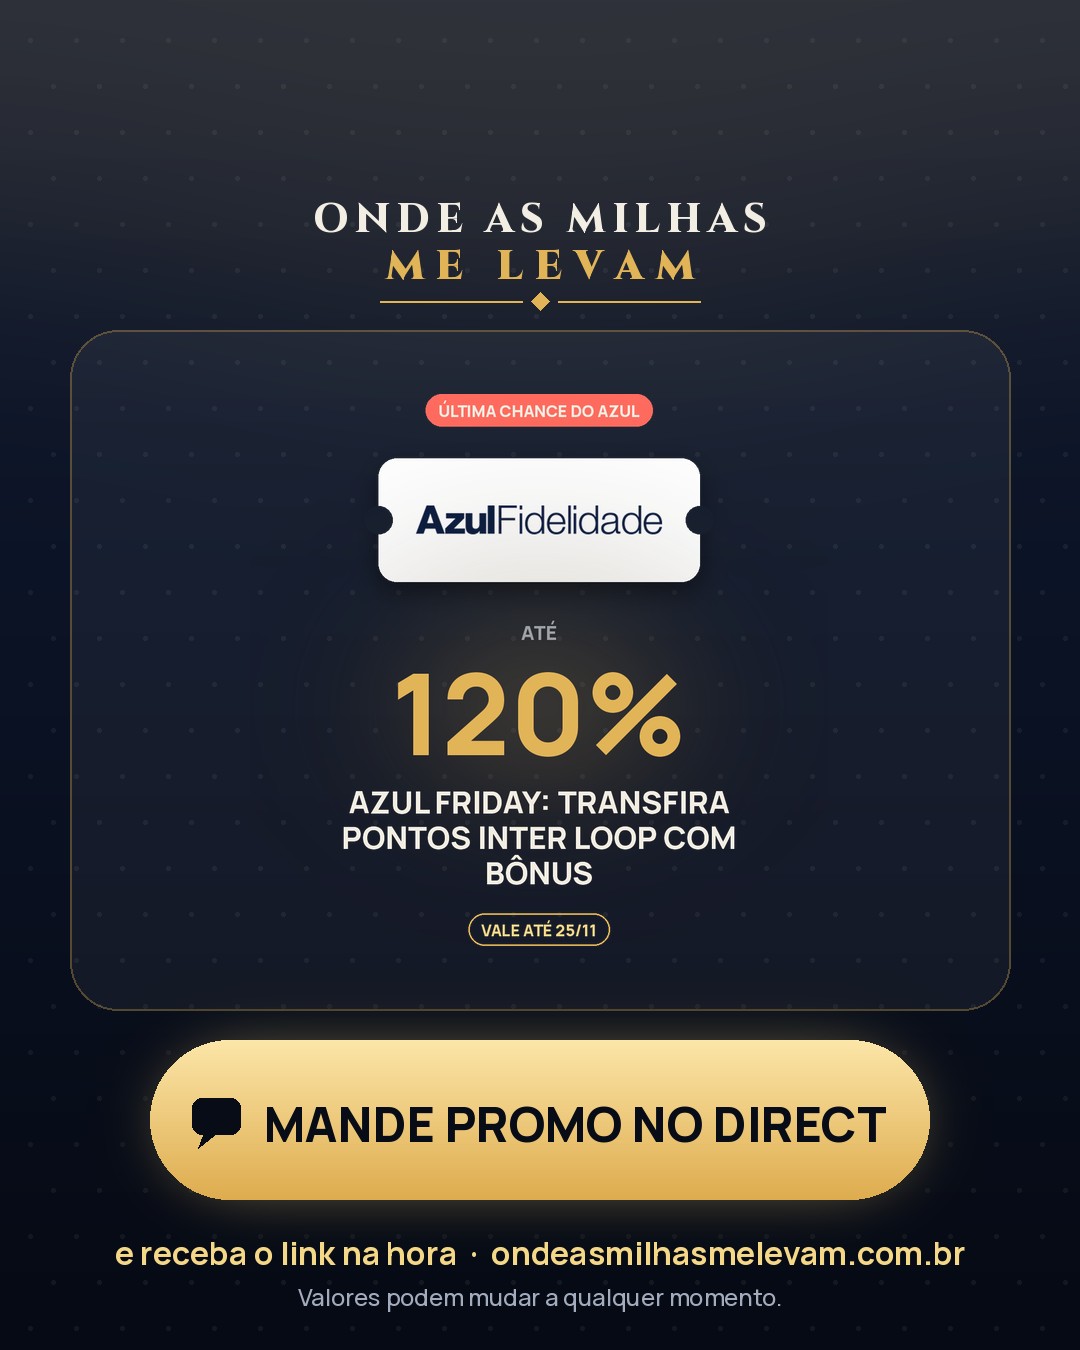 ONDE AS MILHAS
ME LEVAM
ÚLTIMA CHANCE DO AZUL
AzulFidelidade
ATÉ
120%
AZUL FRIDAY: TRANSFIRA
PONTOS INTER LOOP COM
BÔNUS
VALE ATÉ 25/11
MANDE PROMO NO DIRECT
e receba o link na hora · ondeasmilhasmelevam.com.br
Valores podem mudar a qualquer momento.